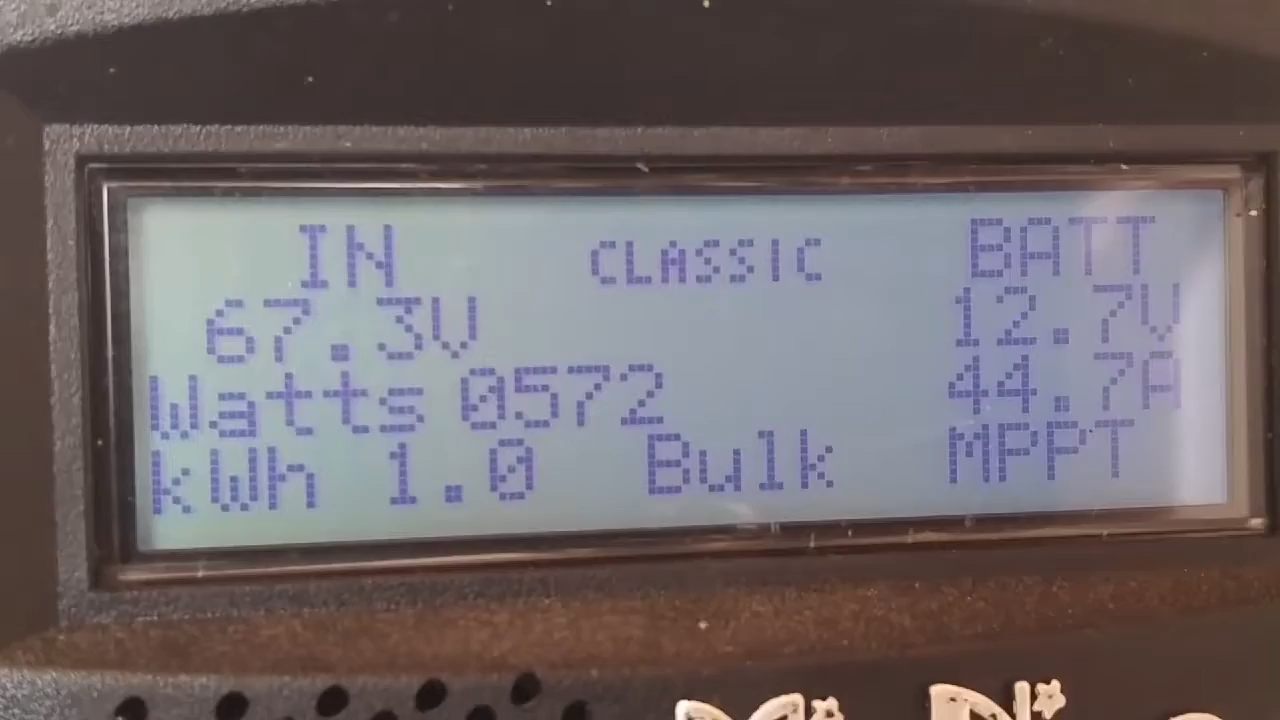 IN CLASSIC BATT
67.3V 12.7V
Watts 0572 44.7A
kWh 1.0 Bulk MPPT